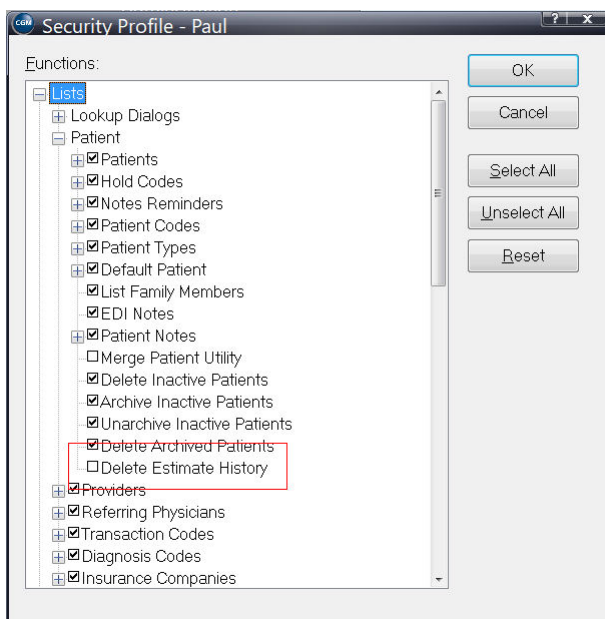 CGM Security Profile - Paul ? x
Functions:
Lists
Lookup Dialogs
Patient
Patients
Hold Codes
Notes Reminders
Patient Codes
Patient Types
Default Patient
List Family Members
EDI Notes
Patient Notes
Merge Patient Utility
Delete Inactive Patients
Archive Inactive Patients
Unarchive Inactive Patients
Delete Archived Patients
Delete Estimate History
Providers
Referring Physicians
Transaction Codes
Diagnosis Codes
Insurance Companies
OK
Cancel
Select All
Unselect All
Reset